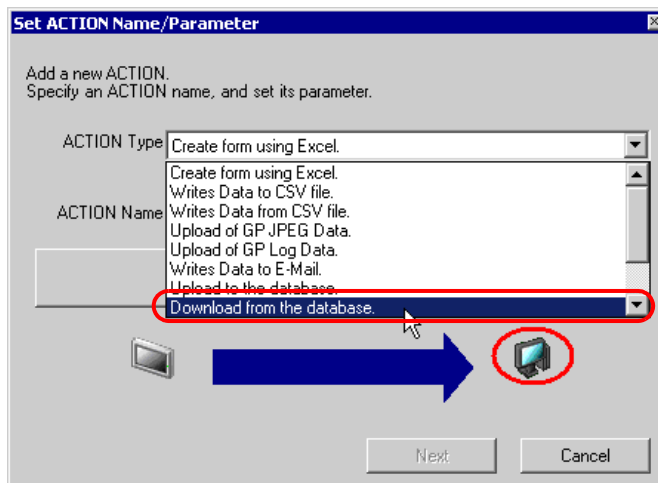 Set ACTION Name/Parameter
Add a new ACTION.
Specify an ACTION name, and set its parameter.
ACTION Type
Create form using Excel.
Create form using Excel.
Writes Data to CSV file.
Writes Data from CSV file.
ACTION Name
Upload of GP JPEG Data.
Upload of GP Log Data.
Writes Data to E-Mail.
Upload to the database.
Download from the database.
Next
Cancel